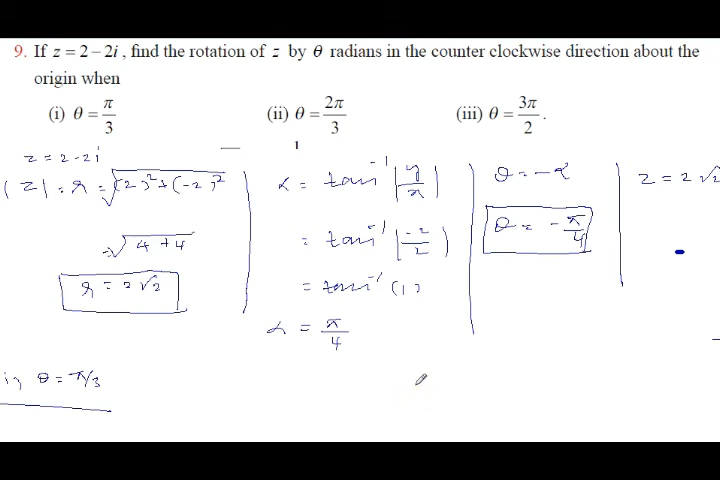 9. If z = 2 – 2i, find the rotation of z by θ radians in the counter clockwise direction about the
origin when
(i) θ = π/3 (ii) θ = 2π/3 (iii) θ = 3π/2 .
z = 2 - 2i
|z| = r = √(2)² + (-2)²
= √4 + 4
r = 2√2
α = tan⁻¹ |y/x|
= tan⁻¹ |-2/2|
= tan⁻¹ (1)
α = π/4
θ = -α
θ = -π/4
z = 2√2
i) θ = π/3